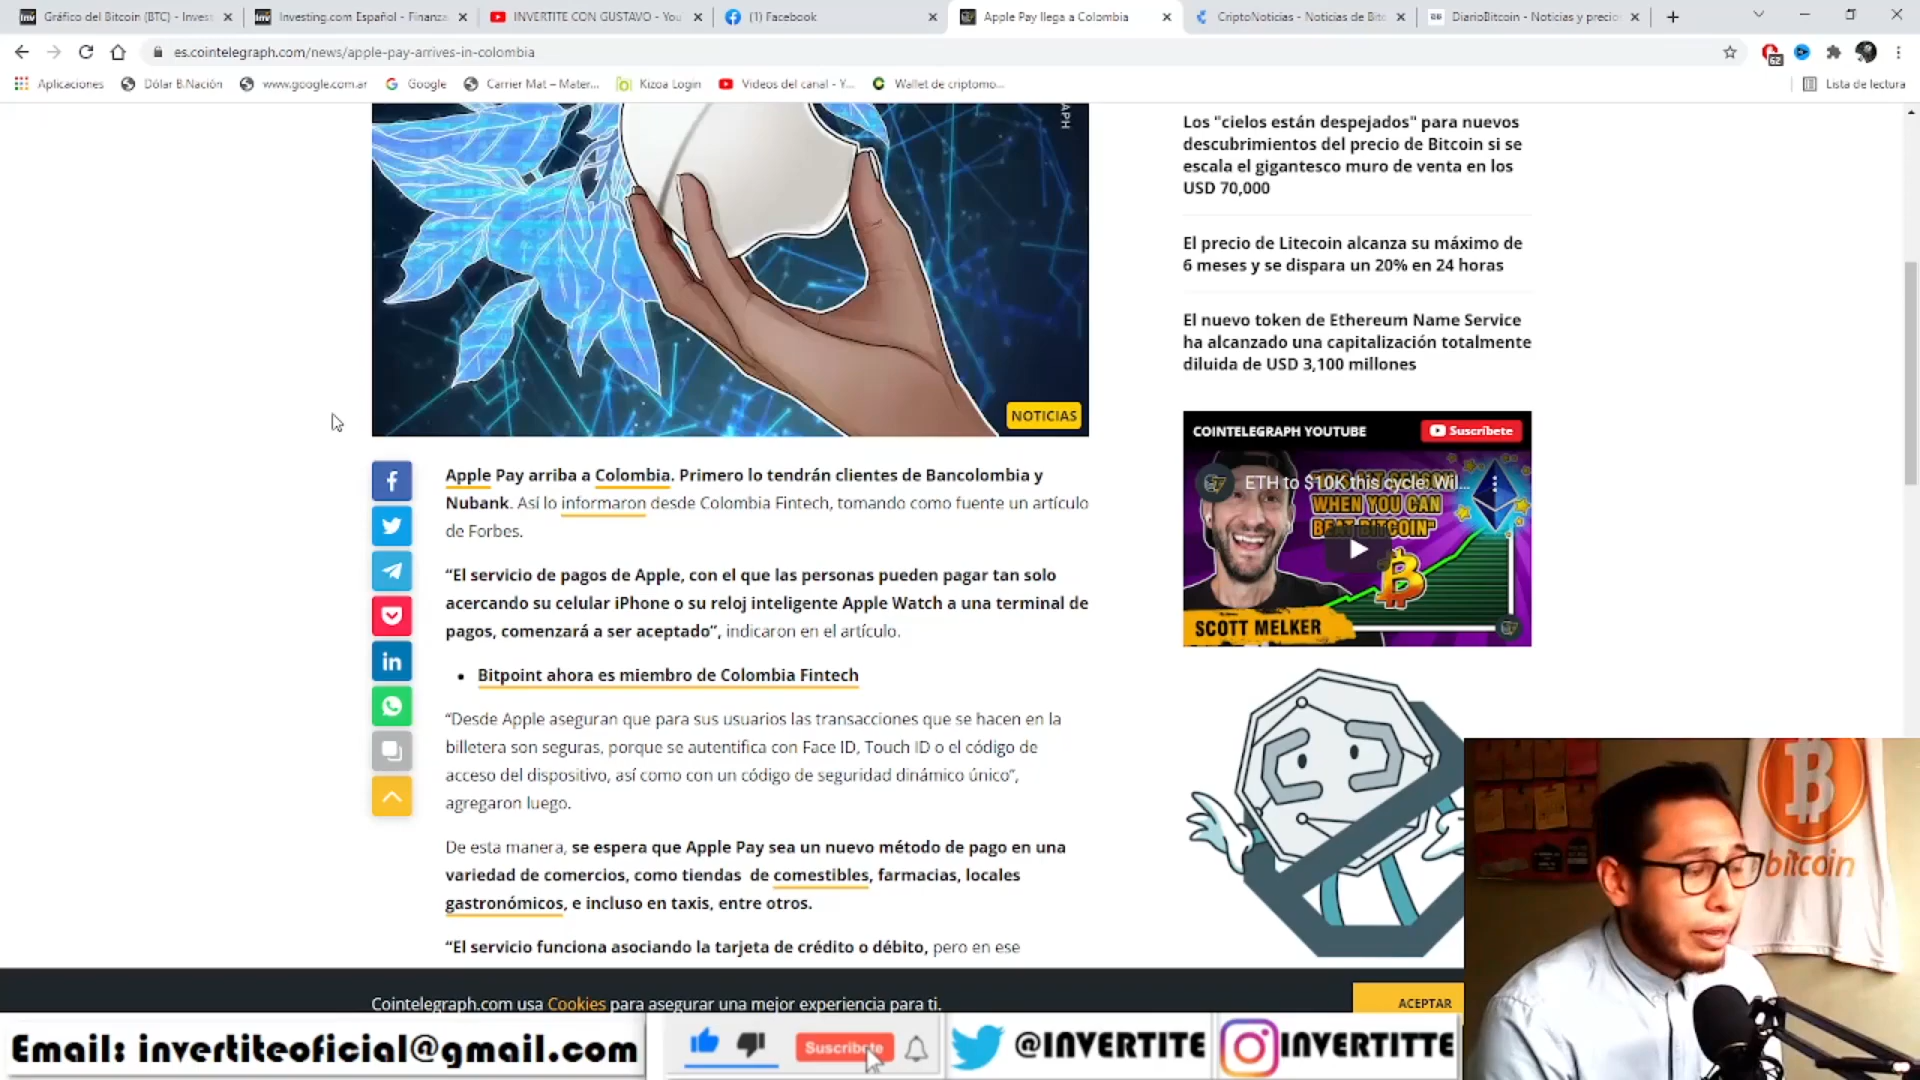 Gráfico del Bitcoin (BTC) - Invest
Investing.com Español - Finanza
INVERTITE CON GUSTAVO - You
(1) Facebook
Apple Pay llega a Colombia
CriptoNoticias - Noticias de Bitc
DiarioBitcoin - Noticias y precio
es.cointelegraph.com/news/apple-pay-arrives-in-colombia
62
Aplicaciones
Dólar B.Nación
www.google.com.ar
Google
Carrier Mat – Mater...
Kizoa Login
Videos del canal - Y...
Wallet de criptomo...
Lista de lectura
APH
NOTICIAS
Apple Pay arriba a Colombia. Primero lo tendrán clientes de Bancolombia y
Nubank. Así lo informaron desde Colombia Fintech, tomando como fuente un artículo
de Forbes.
“El servicio de pagos de Apple, con el que las personas pueden pagar tan solo
acercando su celular iPhone o su reloj inteligente Apple Watch a una terminal de
pagos, comenzará a ser aceptado”, indicaron en el artículo.
• Bitpoint ahora es miembro de Colombia Fintech
“Desde Apple aseguran que para sus usuarios las transacciones que se hacen en la
billetera son seguras, porque se autentifica con Face ID, Touch ID o el código de
acceso del dispositivo, así como con un código de seguridad dinámico único”,
agregaron luego.
De esta manera, se espera que Apple Pay sea un nuevo método de pago en una
variedad de comercios, como tiendas de comestibles, farmacias, locales
gastronómicos, e incluso en taxis, entre otros.
“El servicio funciona asociando la tarjeta de crédito o débito, pero en ese
Los "cielos están despejados" para nuevos
descubrimientos del precio de Bitcoin si se
escala el gigantesco muro de venta en los
USD 70,000
El precio de Litecoin alcanza su máximo de
6 meses y se dispara un 20% en 24 horas
El nuevo token de Ethereum Name Service
ha alcanzado una capitalización totalmente
diluida de USD 3,100 millones
COINTELEGRAPH YOUTUBE
Suscríbete
ETH to $10K this cycle: Wil...
"IT'S ALT SEASON
WHEN YOU CAN
BEAT BITCOIN"
SCOTT MELKER
bitcoin
Cointelegraph.com usa Cookies para asegurar una mejor experiencia para ti.
ACEPTAR
Email: invertiteoficial@gmail.com
Suscribete
@INVERTITE
INVERTITTE